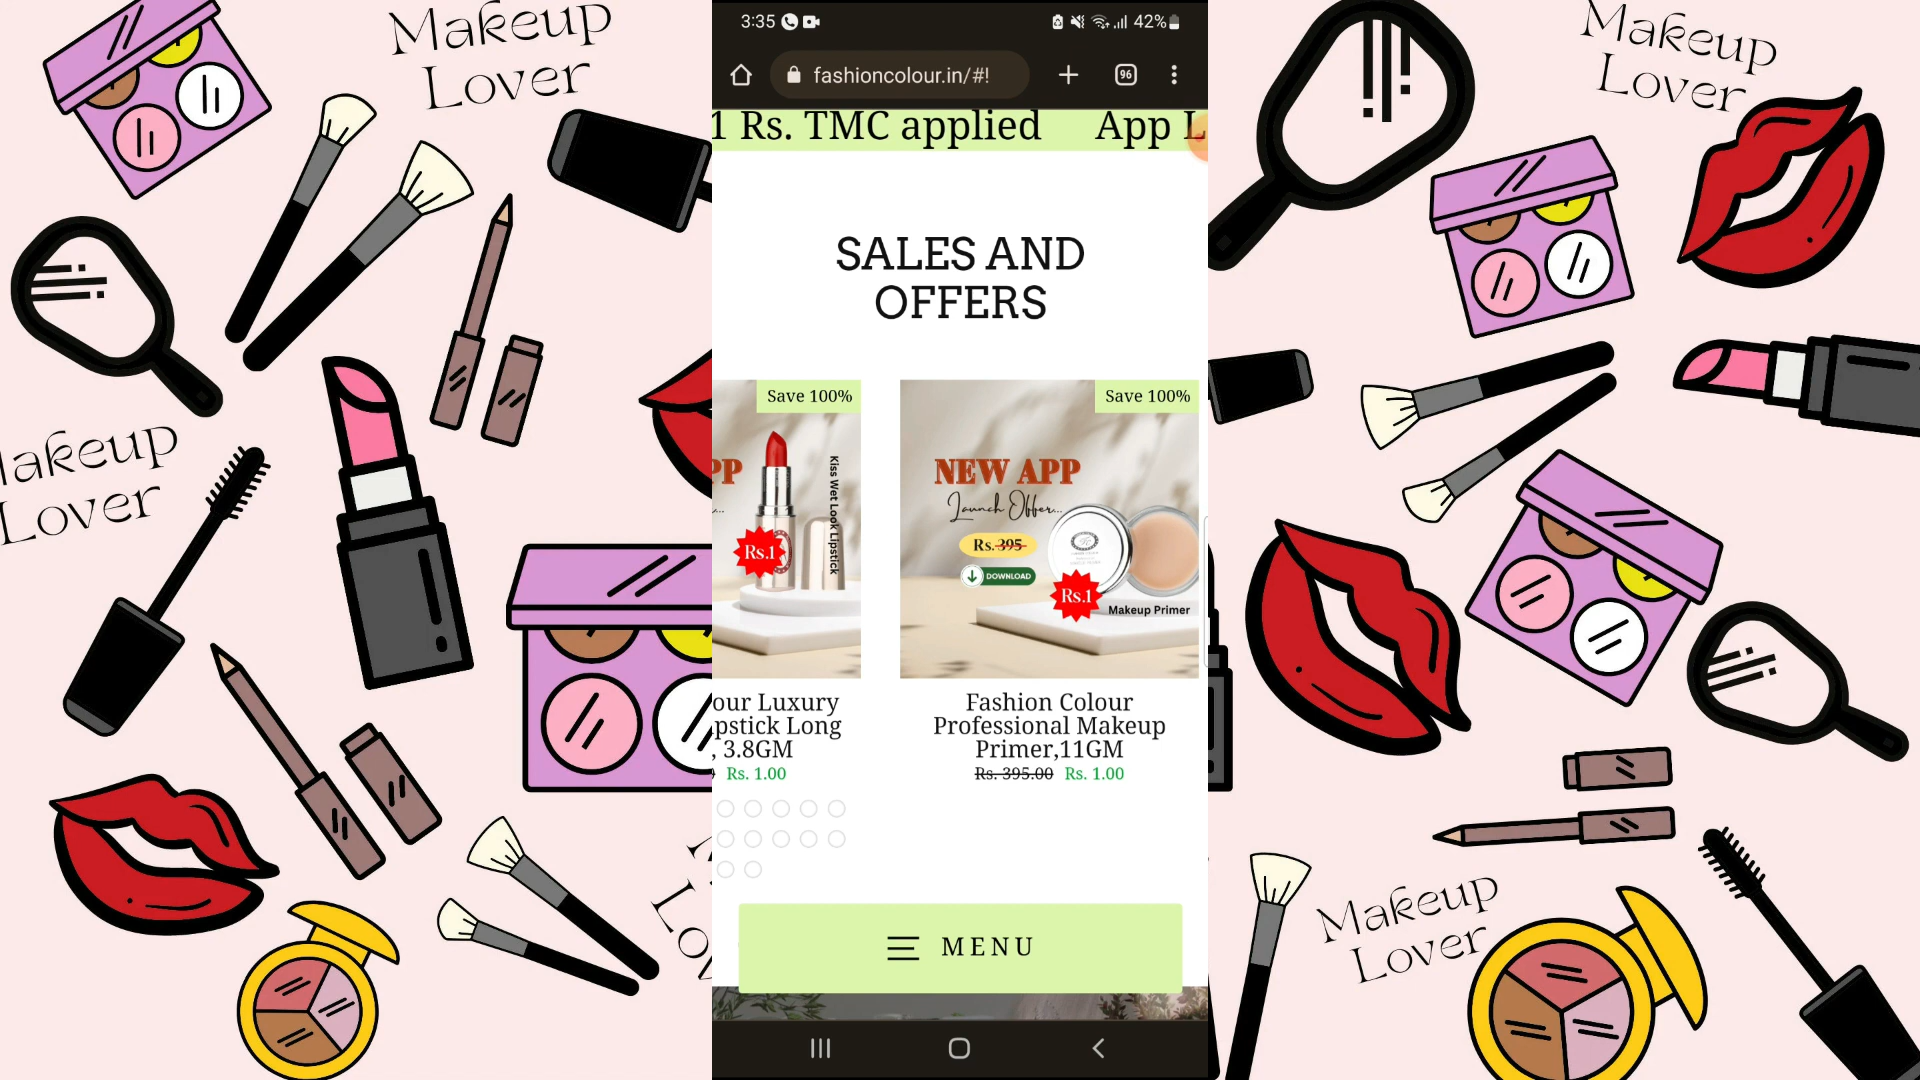 Makeup
Lover
Makeup
Lover
3:35
42%
fashioncolour.in/#!
96
1 Rs. TMC applied App L
SALES AND
OFFERS
Save 100%
Save 100%
PP
Kiss Wet Look Lipstick
Rs.1
NEW APP
Launch Offer...
Rs. 395
DOWNLOAD
Rs.1
Makeup Primer
our Luxury
pstick Long
, 3.8GM
Rs. 1.00
Fashion Colour
Professional Makeup
Primer,11GM
Rs. 395.00 Rs. 1.00
MENU
akeup
Lover
Lo
Makeup
Lover